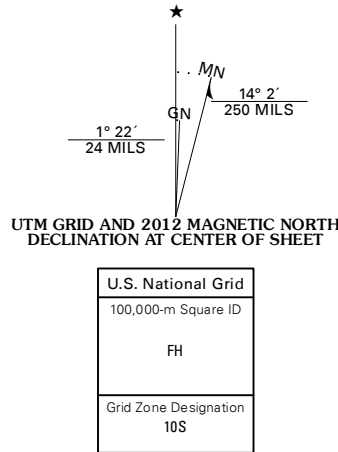 ★
MN
GN
1° 22´
24 MILS
14° 2´
250 MILS
UTM GRID AND 2012 MAGNETIC NORTH
DECLINATION AT CENTER OF SHEET
U.S. National Grid
100,000-m Square ID
FH
Grid Zone Designation
10S